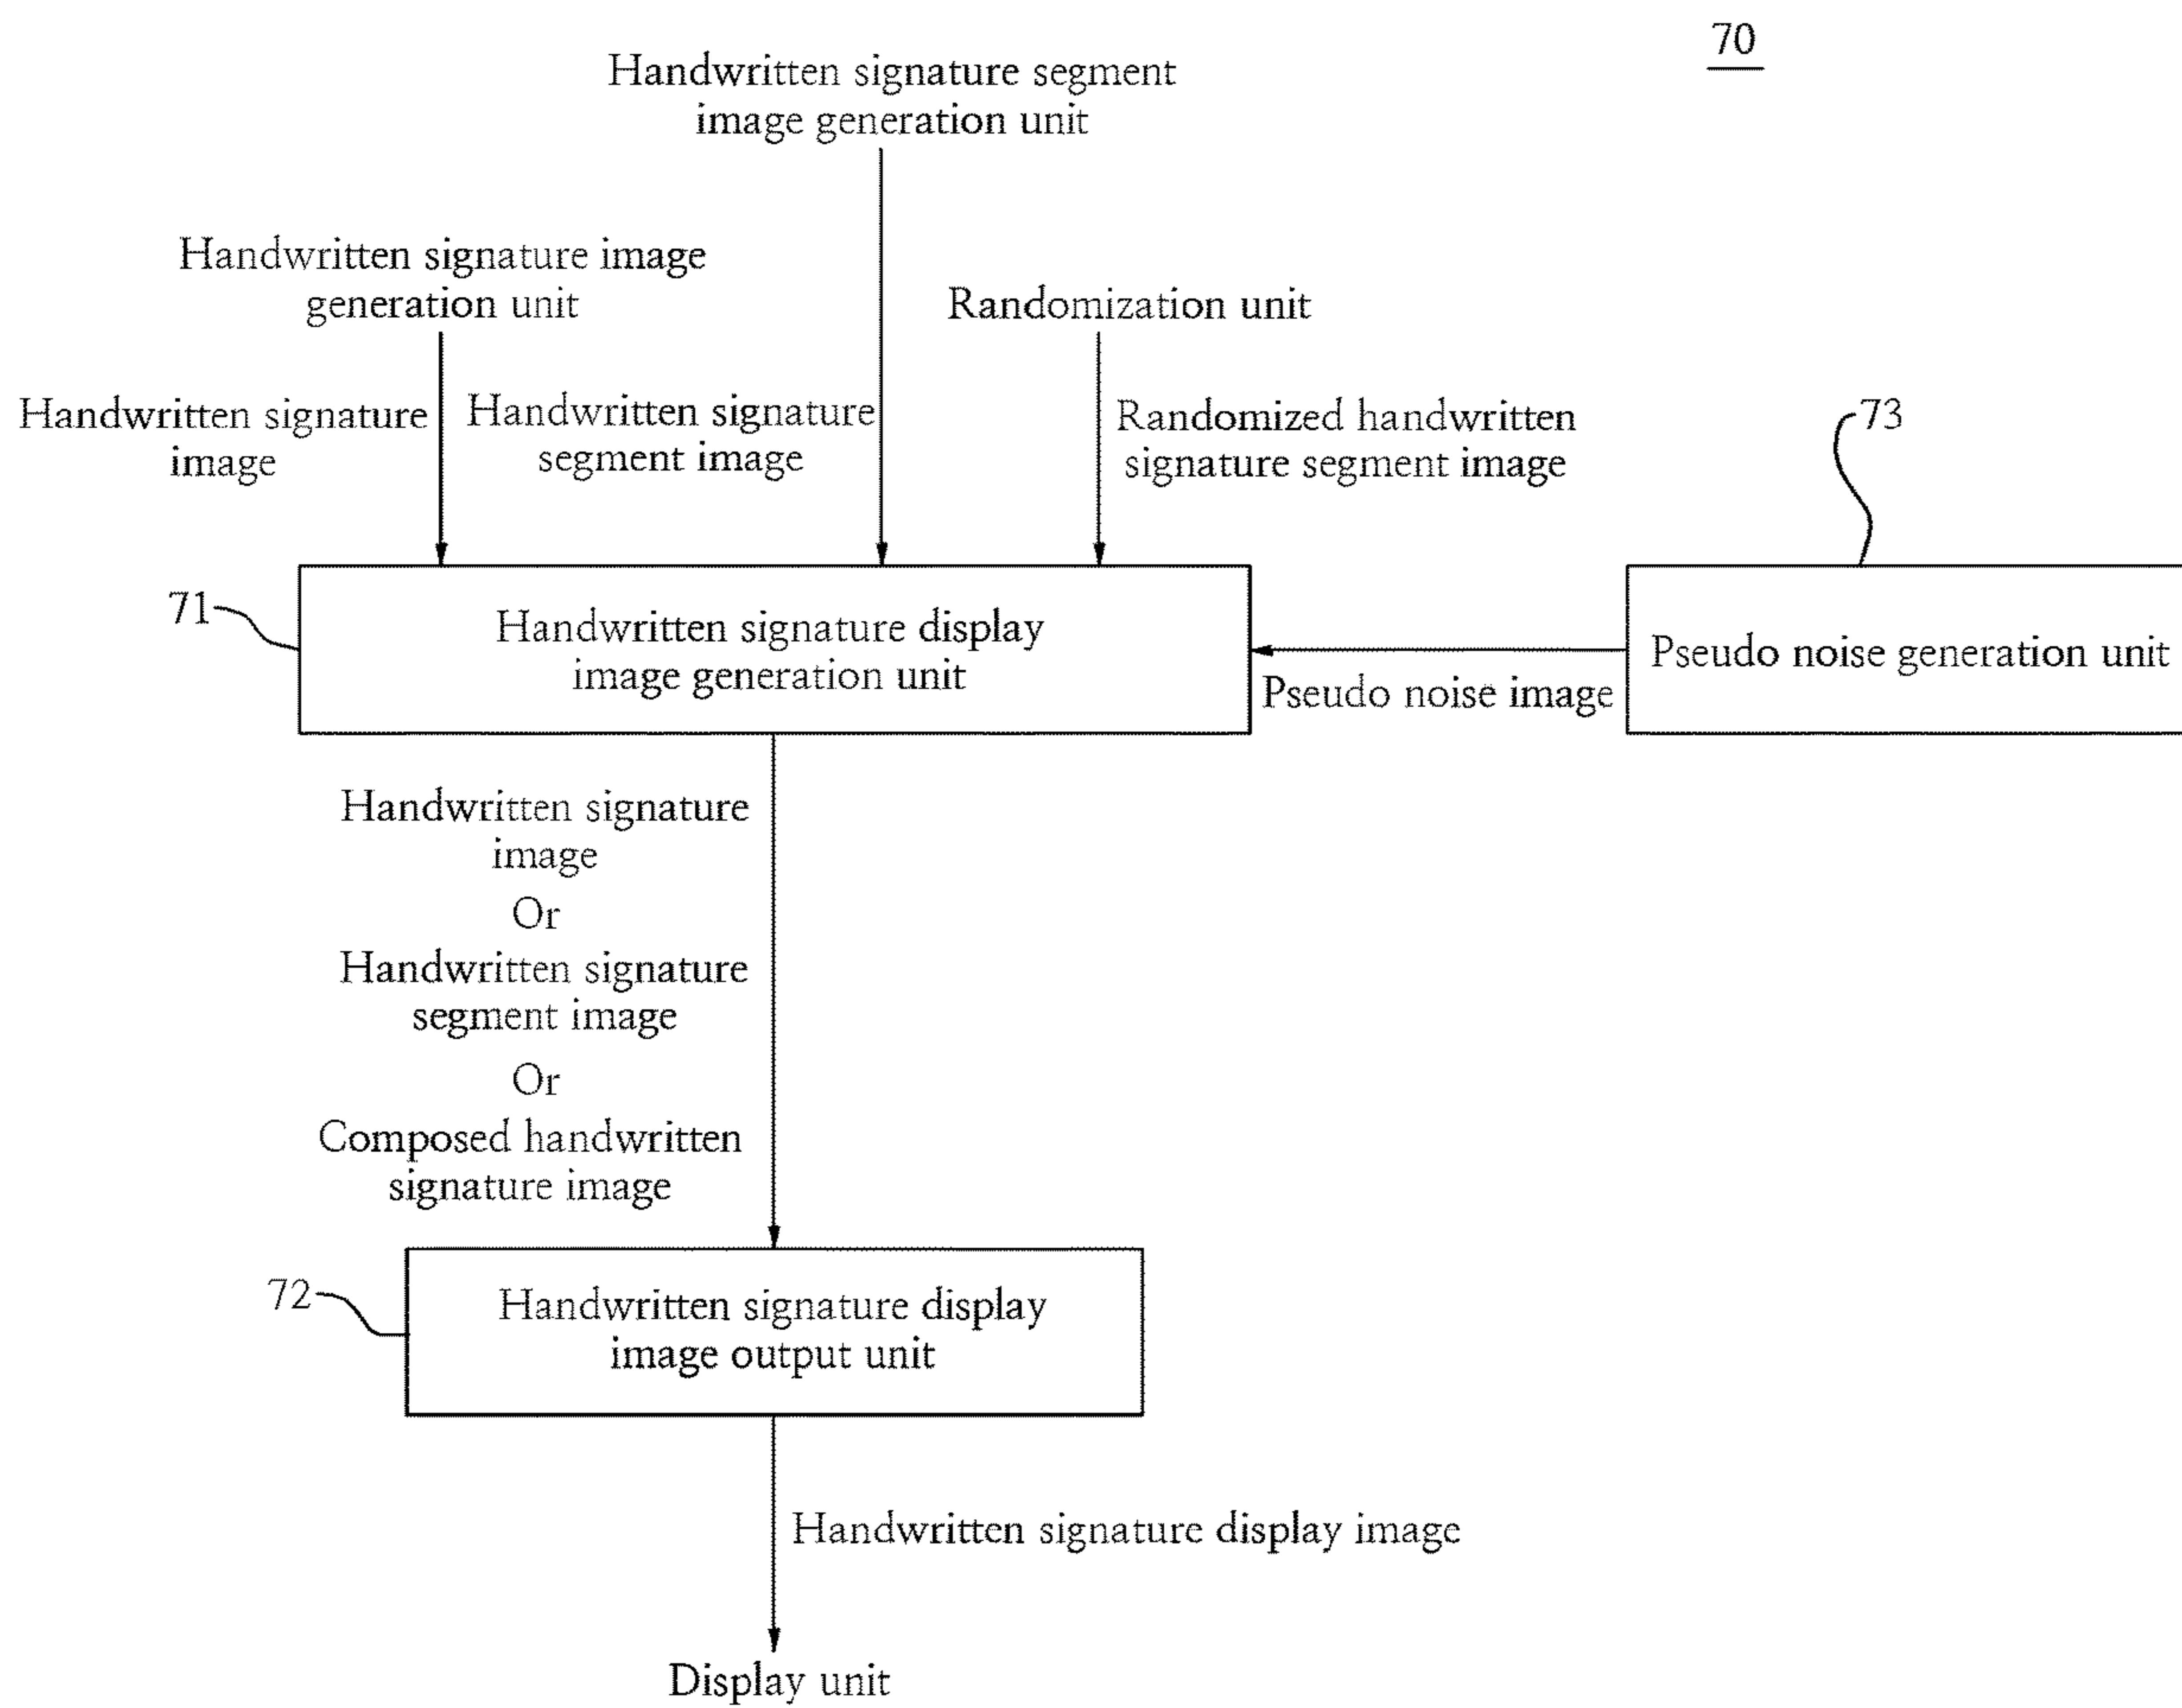 70
Handwritten signature segment
image generation unit
Handwritten signature image
generation unit
Randomization unit
Handwritten signature
image
Handwritten signature
segment image
Randomized handwritten
signature segment image
73
71
Handwritten signature display
image generation unit
Pseudo noise image
Pseudo noise generation unit
Handwritten signature
image
Or
Handwritten signature
segment image
Or
Composed handwritten
signature image
72
Handwritten signature display
image output unit
Handwritten signature display image
Display unit